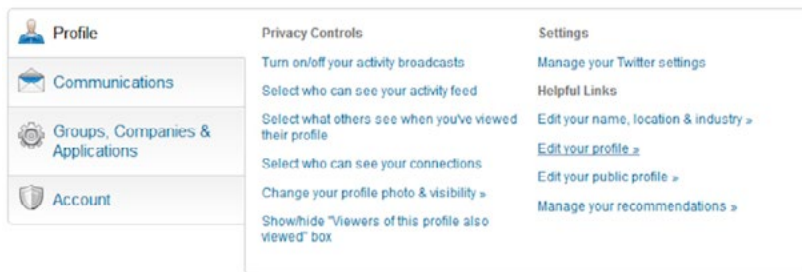 Profile
Communications
Groups, Companies &
Applications
Account
Privacy Controls
Turn on/off your activity broadcasts
Select who can see your activity feed
Select what others see when you've viewed
their profile
Select who can see your connections
Change your profile photo & visibility »
Show/hide "Viewers of this profile also
viewed" box
Settings
Manage your Twitter settings
Helpful Links
Edit your name, location & industry »
Edit your profile »
Edit your public profile »
Manage your recommendations »